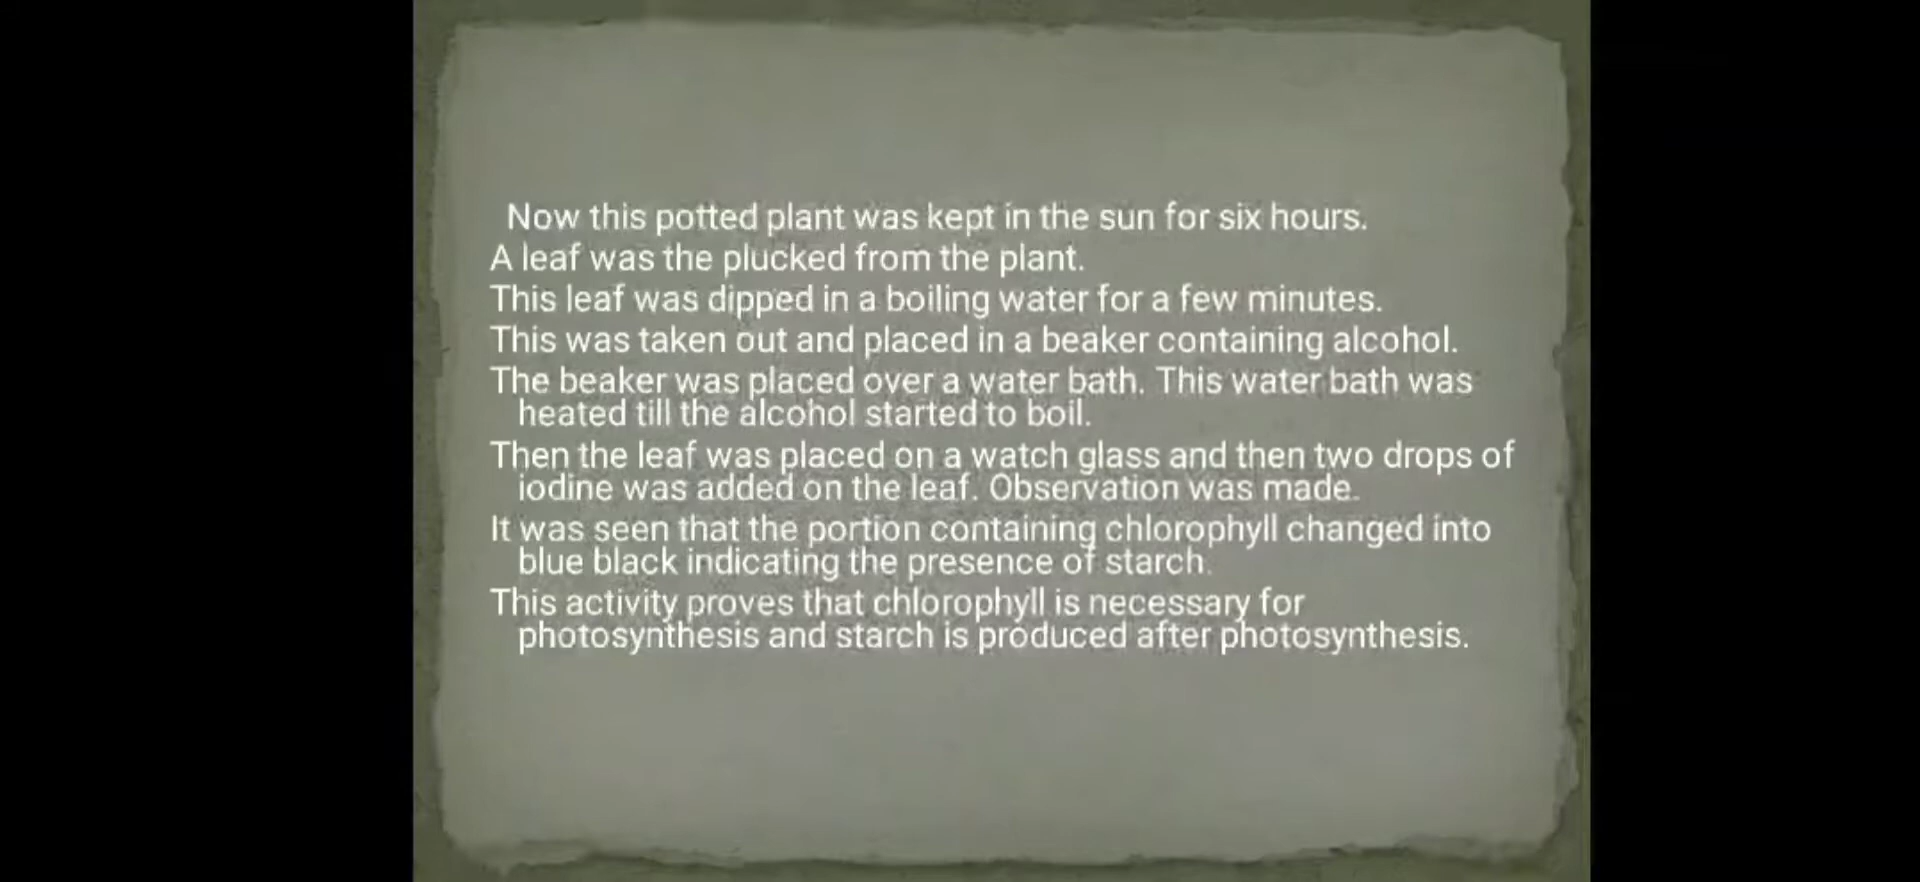 Now this potted plant was kept in the sun for six hours.
A leaf was the plucked from the plant.
This leaf was dipped in a boiling water for a few minutes.
This was taken out and placed in a beaker containing alcohol.
The beaker was placed over a water bath. This water bath was
heated till the alcohol started to boil.
Then the leaf was placed on a watch glass and then two drops of
iodine was added on the leaf. Observation was made.
It was seen that the portion containing chlorophyll changed into
blue black indicating the presence of starch.
This activity proves that chlorophyll is necessary for
photosynthesis and starch is produced after photosynthesis.